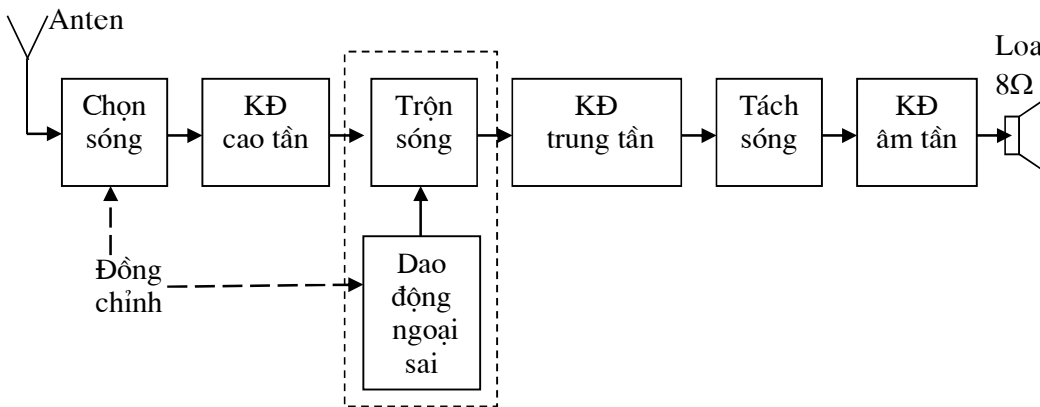 Anten
Loa
8Ω
Chọn
sóng
KĐ
cao tần
Trộn
sóng
KĐ
trung tần
Tách
sóng
KĐ
âm tần
Đồng
chỉnh
Dao
động
ngoại
sai